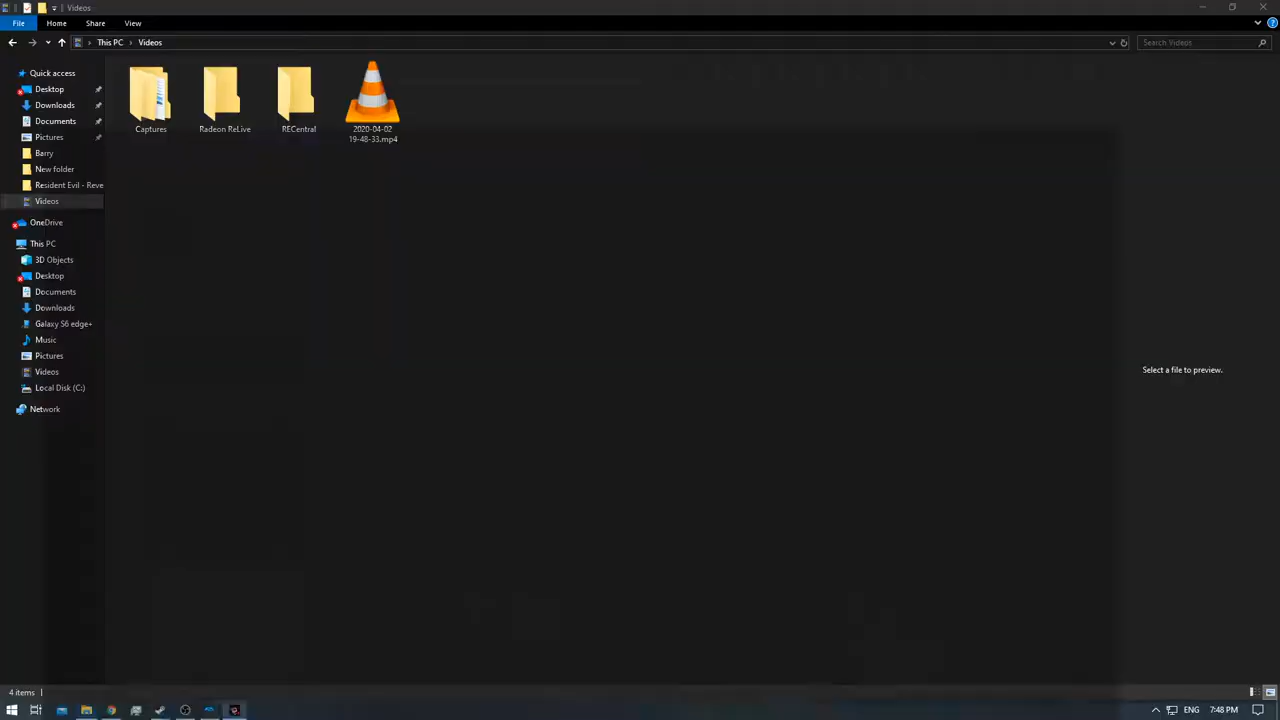 Videos
File
Home
Share
View
This PC
Videos
Search Videos
Quick access
Desktop
Downloads
Documents
Pictures
Barry
New folder
Resident Evil - Reve
Videos
OneDrive
This PC
3D Objects
Desktop
Documents
Downloads
Galaxy S6 edge+
Music
Pictures
Videos
Local Disk (C:)
Network
Captures
Radeon ReLive
RECentral
2020-04-02
19-48-33.mp4
Select a file to preview.
4 items
ENG
7:48 PM